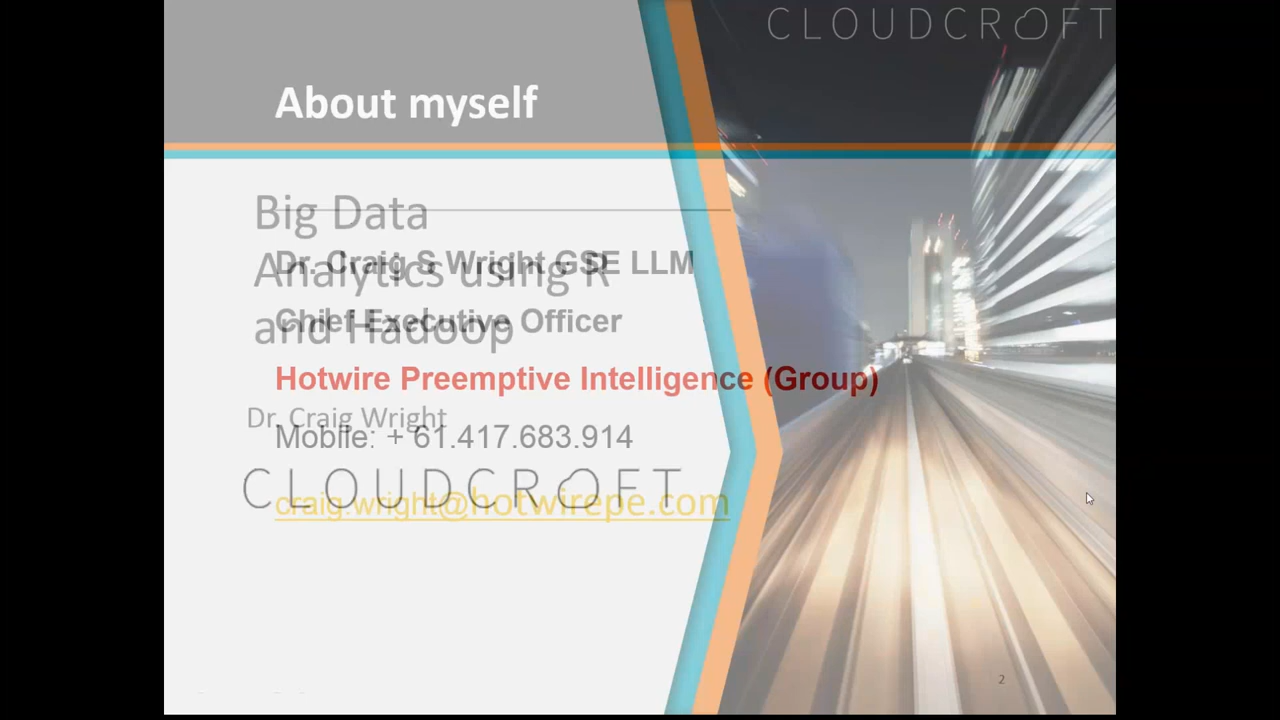 CLOUDCROFT
About myself
Big Data
Analytics using R
and Hadoop
Dr. Craig S Wright GSE LLM
Chief Executive Officer
Hotwire Preemptive Intelligence (Group)
Dr. Craig Wright
Mobile: + 61.417.683.914
CLOUDCROFT
craig.wright@hotwirepe.com
2